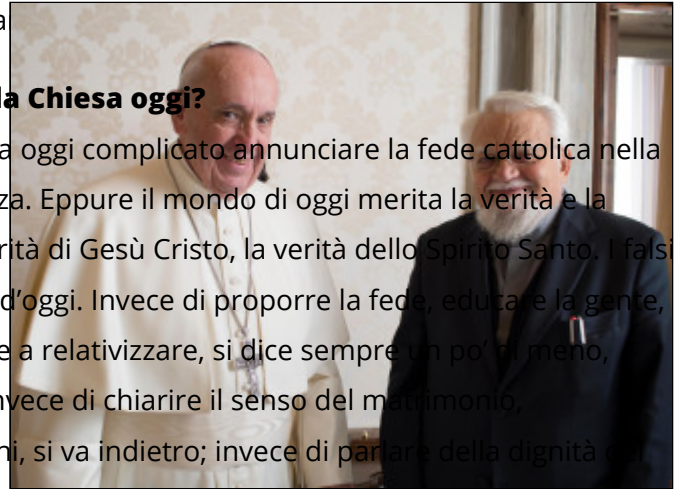 a
la Chiesa oggi?
a oggi complicato annunciare la fede cattolica nella
za. Eppure il mondo di oggi merita la verità e la
rità di Gesù Cristo, la verità dello Spirito Santo. I falsi
d’oggi. Invece di proporre la fede, educare la gente,
e a relativizzare, si dice sempre un po’ di meno,
nvece di chiarire il senso del matrimonio,
ni, si va indietro; invece di parlare della dignità del